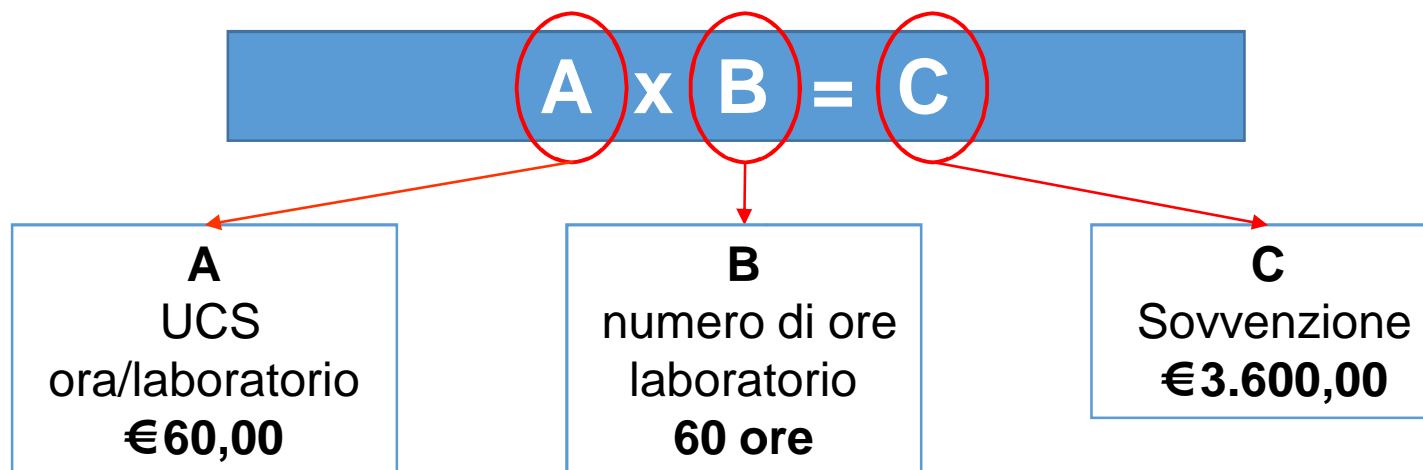 A x B = C
A
UCS
ora/laboratorio
€60,00
B
numero di ore
laboratorio
60 ore
C
Sovvenzione
€3.600,00